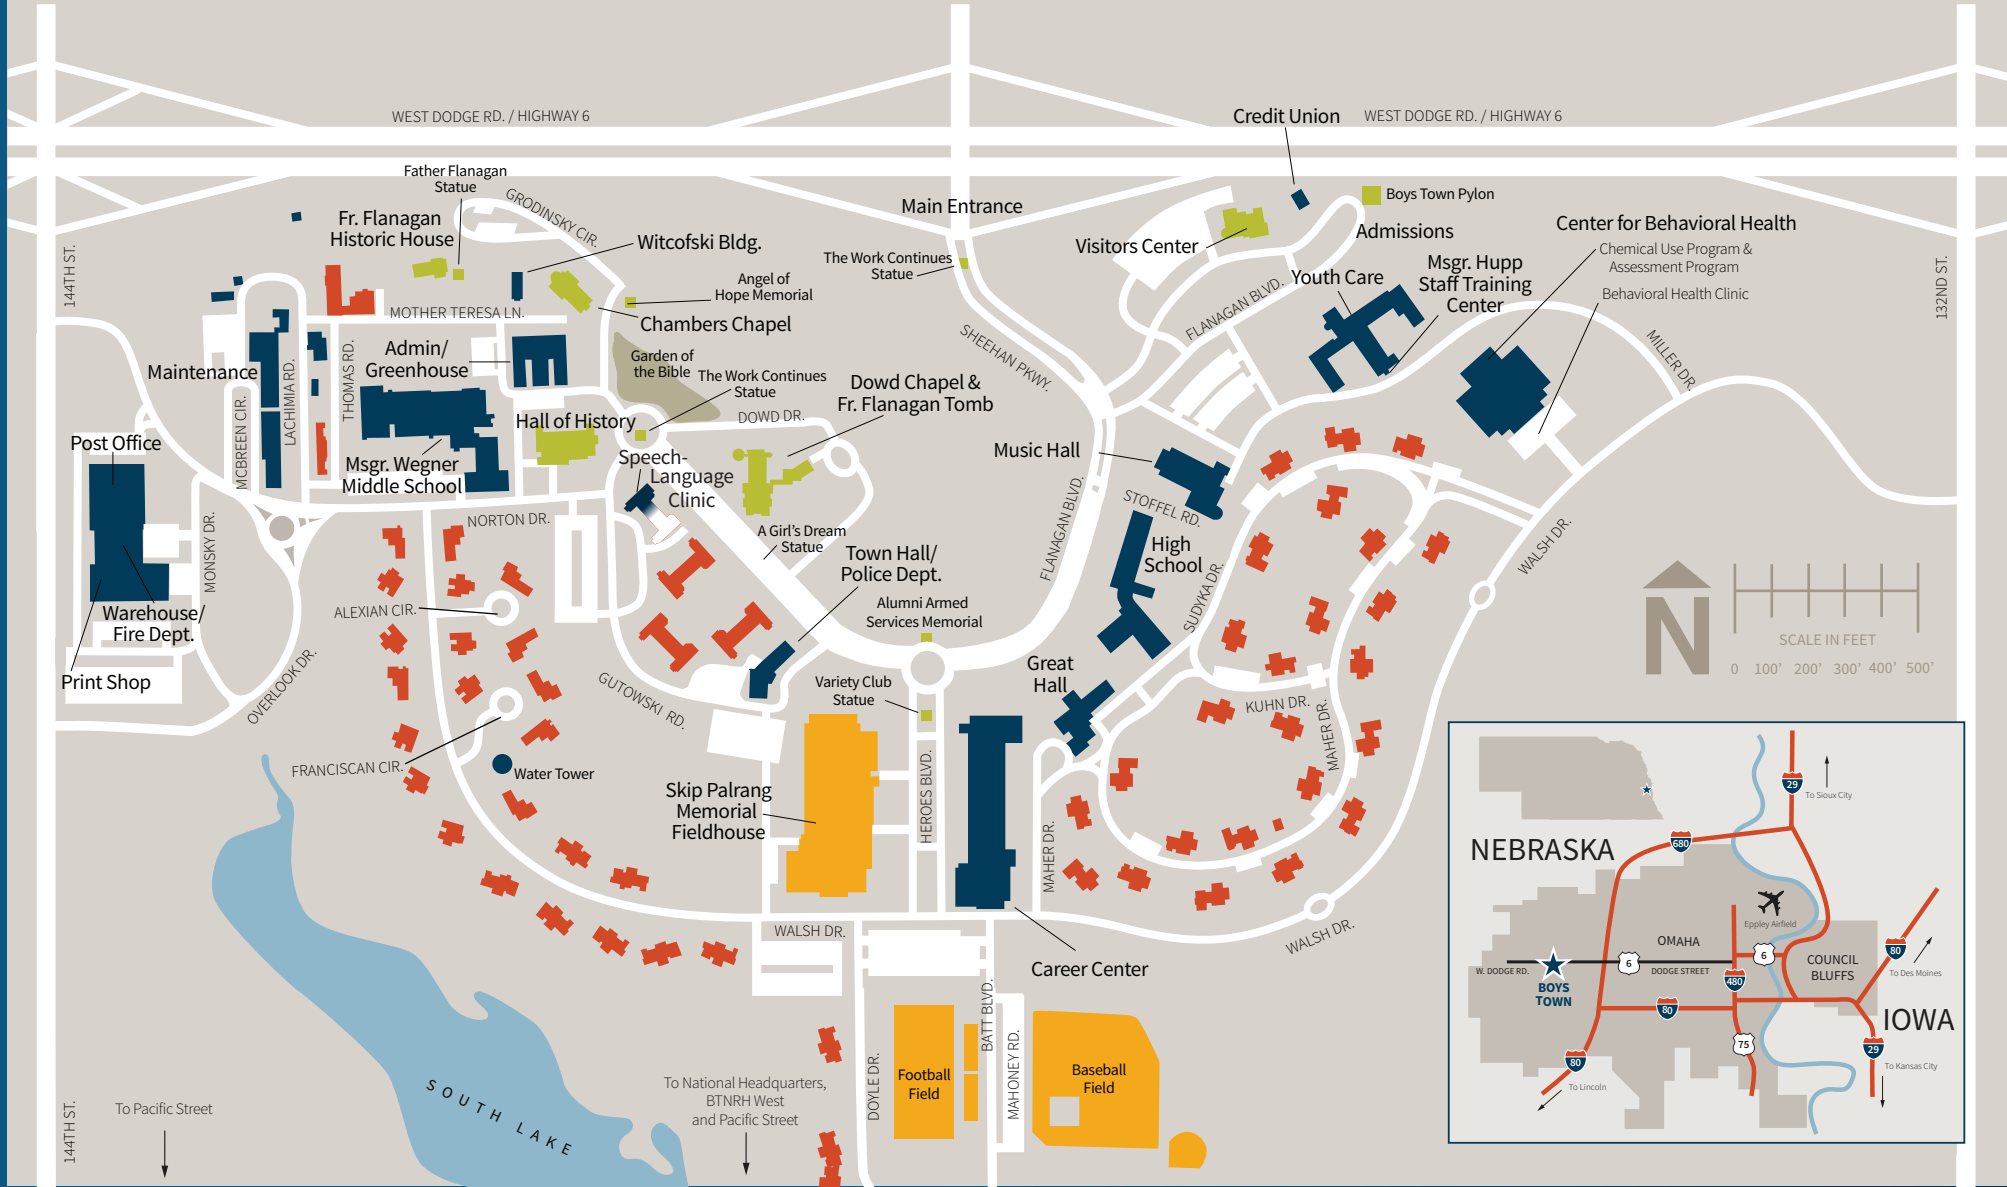 WEST DODGE RD. / HIGHWAY 6
Credit Union
WEST DODGE RD. / HIGHWAY 6
Father Flanagan
Statue
GRODINSKY CIR.
Boys Town Pylon
Fr. Flanagan
Historic House
Main Entrance
Witcofski Bldg.
Visitors Center
Admissions
Center for Behavioral Health
Chemical Use Program &
Assessment Program
Behavioral Health Clinic
144TH ST.
132ND ST.
The Work Continues
Statue
Angel of
Hope Memorial
Youth Care
Msgr. Hupp
Staff Training
Center
MOTHER TERESA LN.
Chambers Chapel
FLANAGAN BLVD.
SHEEHAN PKWY.
MILLER DR.
Admin/
Greenhouse
Maintenance
LACHIMIA RD.
THOMAS RD.
MCBREEN CIR.
Garden of
the Bible
The Work Continues
Statue
Dowd Chapel &
Fr. Flanagan Tomb
DOWD DR.
Hall of History
Post Office
Msgr. Wegner
Middle School
Speech-
Language
Clinic
Music Hall
STOFFEL RD.
FLANAGAN BLVD.
NORTON DR.
MONSKY DR.
A Girl's Dream
Statue
Town Hall/
Police Dept.
High
School
WALSH DR.
SUDYKA DR.
ALEXIAN CIR.
Warehouse/
Fire Dept.
Alumni Armed
Services Memorial
N
SCALE IN FEET
0 100' 200' 300' 400' 500'
Print Shop
OVERLOOK DR.
GUTOWSKI RD.
Variety Club
Statue
Great
Hall
KUHN DR.
MAHER DR.
FRANCISCAN CIR.
Water Tower
Skip Palrang
Memorial
Fieldhouse
HEROES BLVD.
MAHER DR.
WALSH DR.
WALSH DR.
Career Center
SOUTH LAKE
144TH ST.
To Pacific Street
To National Headquarters,
BTNRH West
and Pacific Street
DOYLE DR.
Football
Field
BATT BLVD.
MAHONEY RD.
Baseball
Field
29
To Sioux City
NEBRASKA
680
Eppley Airfield
OMAHA
W. DODGE RD.
6
DODGE STREET
6
COUNCIL
BLUFFS
80
To Des Moines
BOYS
TOWN
480
80
IOWA
75
29
80
To Kansas City
To Lincoln